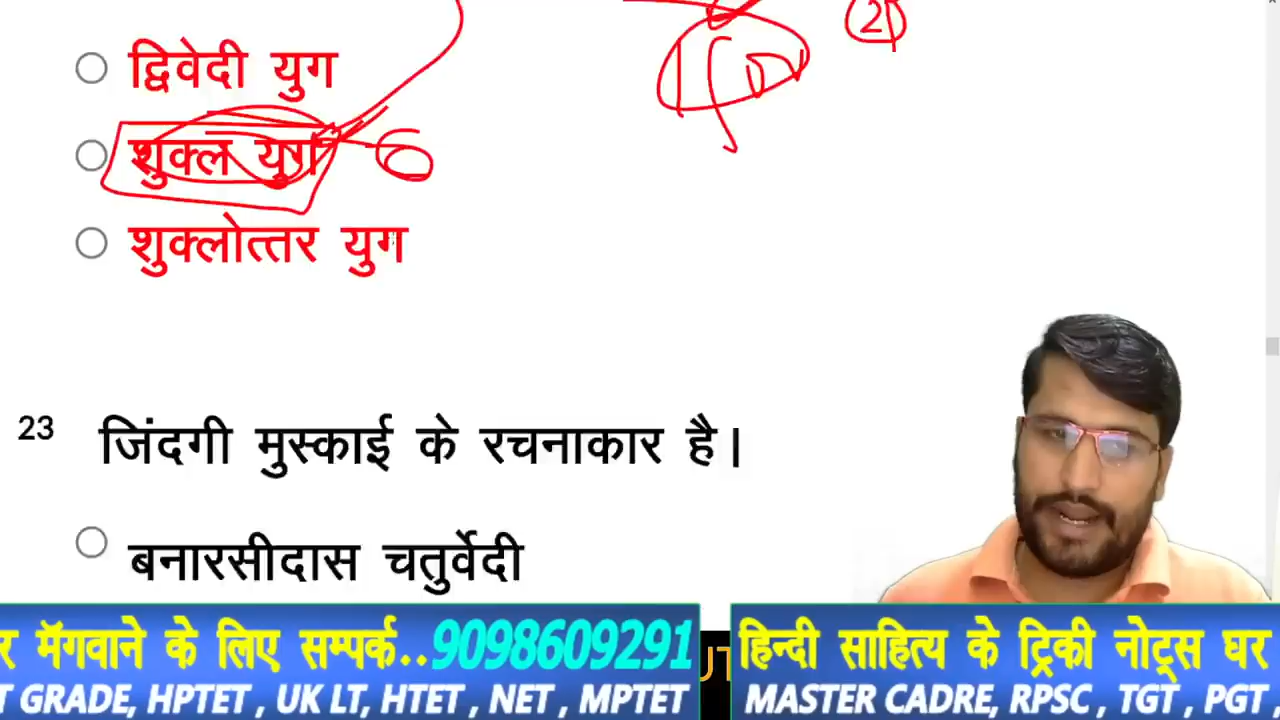 21
द्विवेदी युग
शुक्ल युग
शुक्लोत्तर युग
23 जिंदगी मुस्काई के रचनाकार है।
बनारसीदास चतुर्वेदी
र मॅगवाने के लिए सम्पर्क..9098609291
हिन्दी साहित्य के ट्रिकी नोट्स घर
T GRADE, HPTET , UK LT, HTET , NET , MPTET
MASTER CADRE, RPSC , TGT , PGT ,